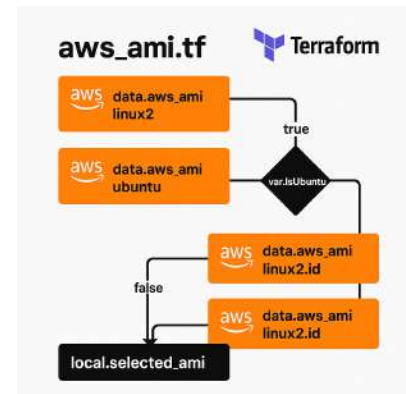 aws_ami.tf
Terraform
aws data.aws_ami
linux2
true
aws data.aws_ami
ubuntu
var.IsUbuntu
aws data.aws_ami
linux2.id
false
aws data.aws_ami
linux2.id
local.selected_ami